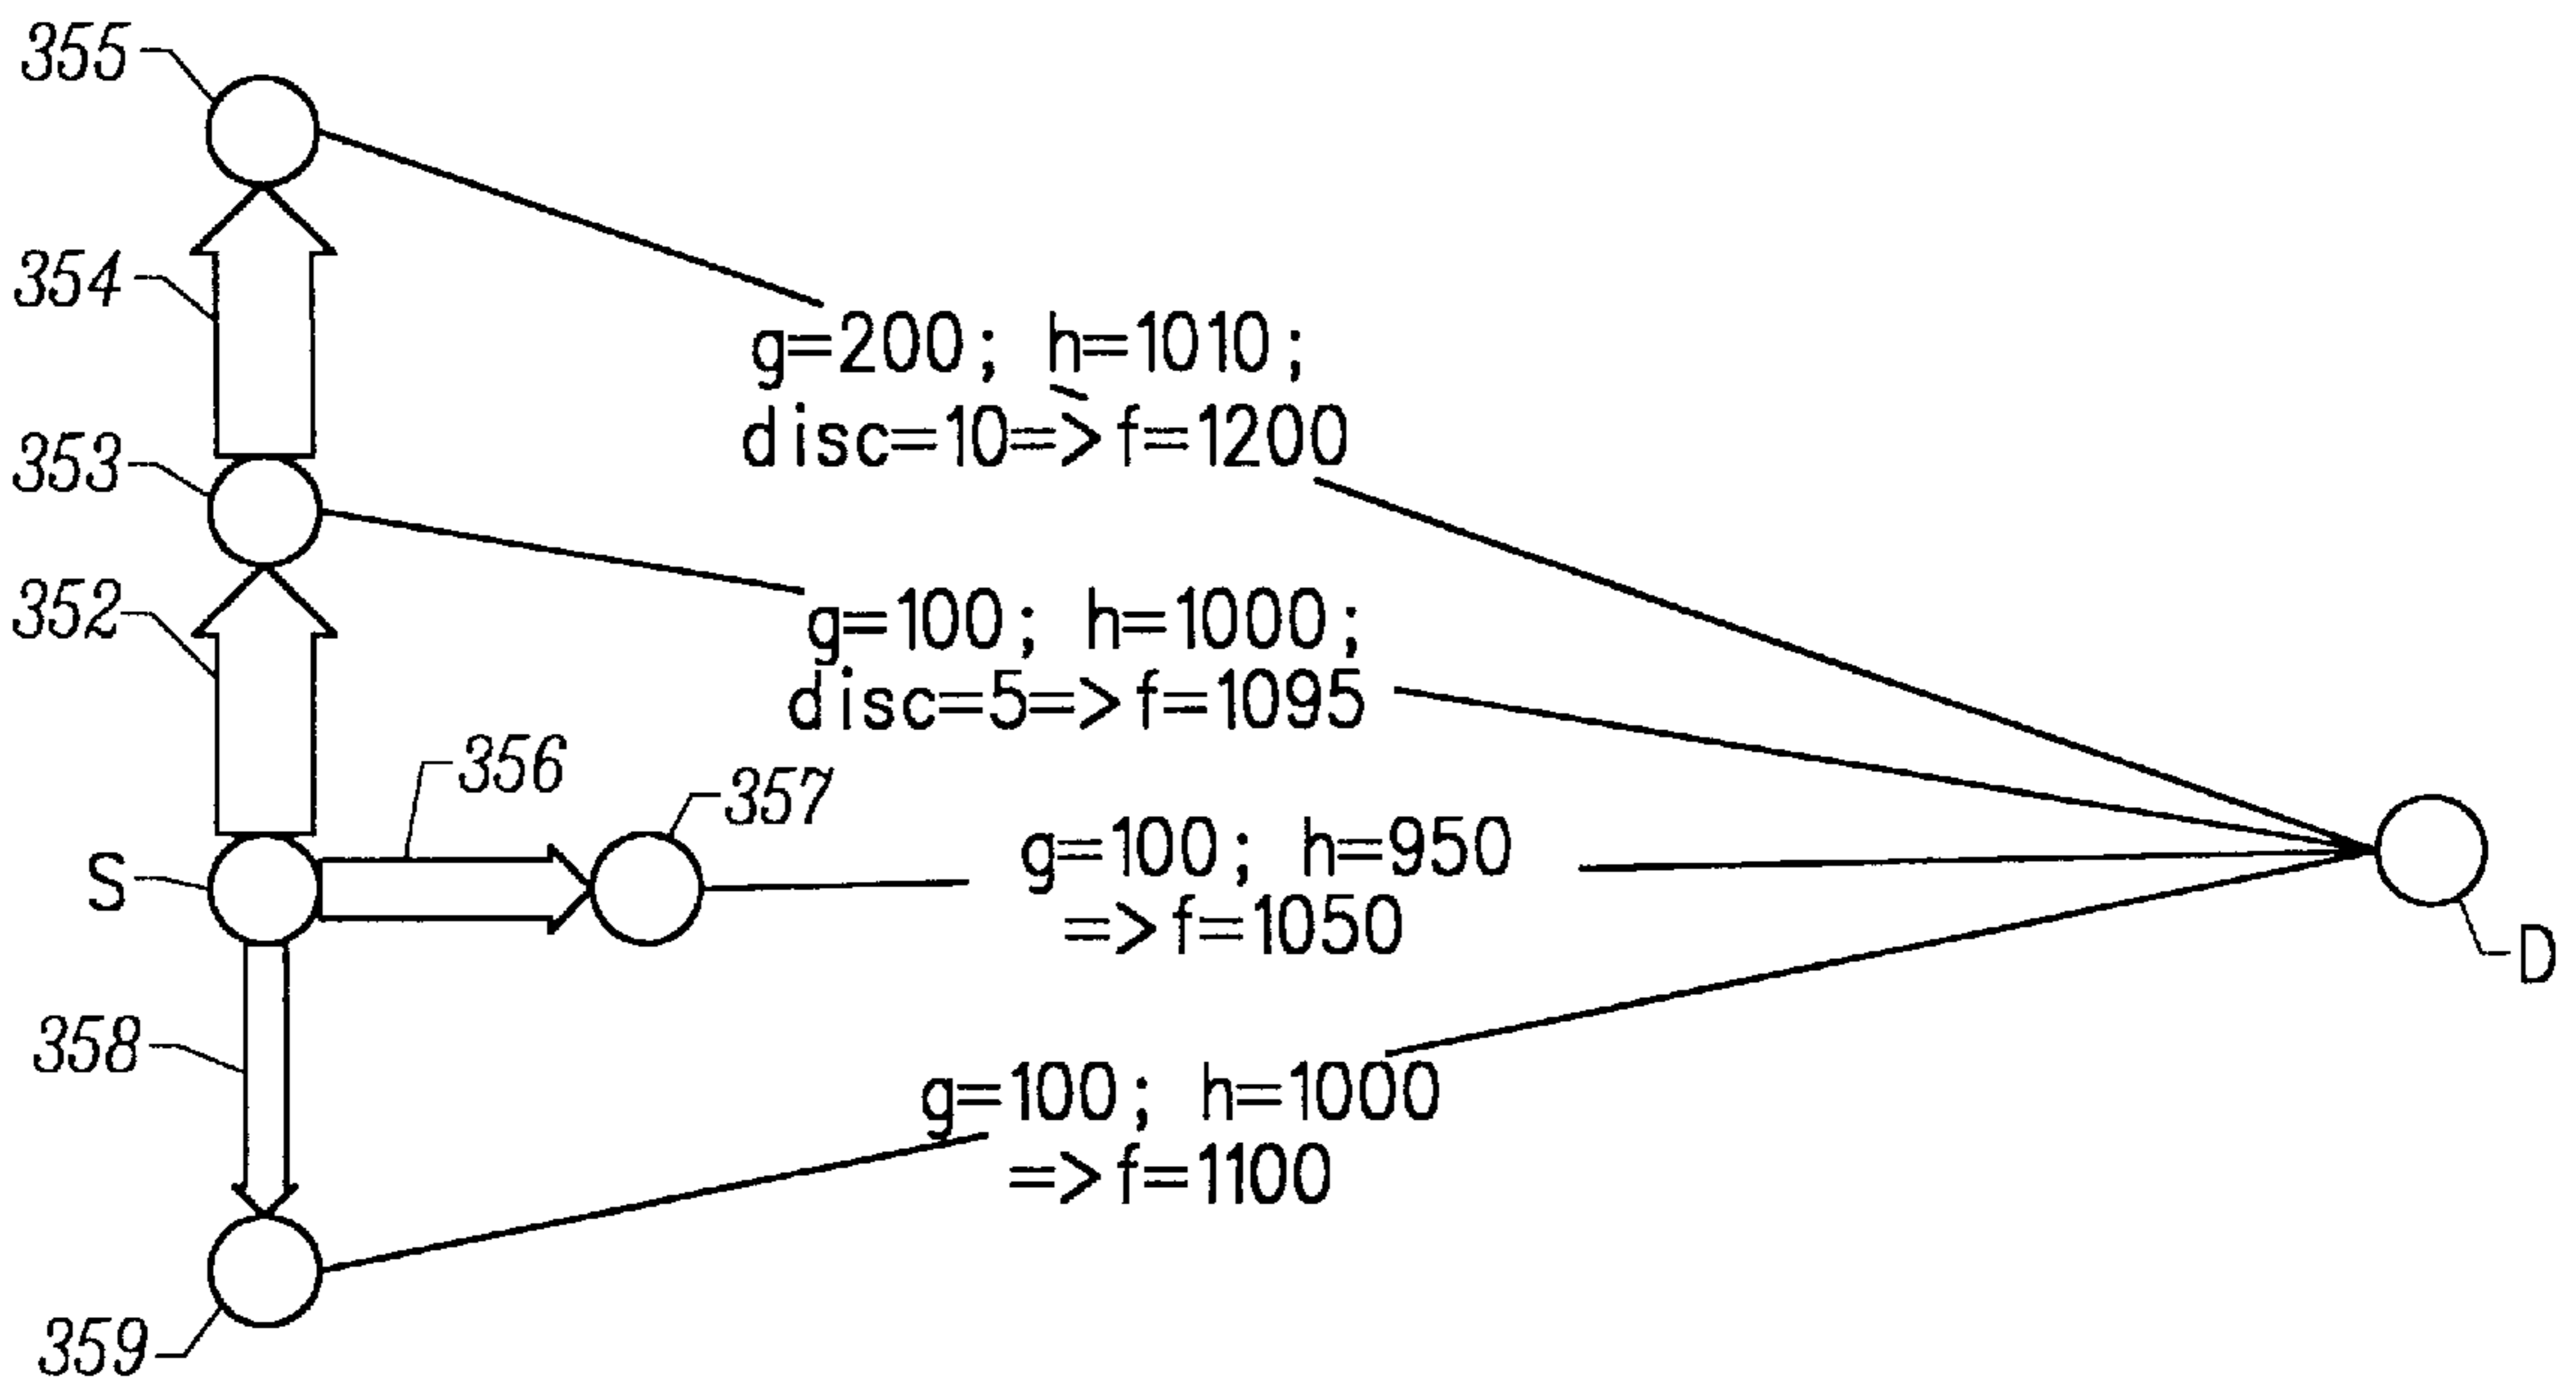 355
g=200; h=1010;
354
disc=10=>f=1200
353
g=100; h=1000;
352
disc=5=>f=1095
356
357
g=100; h=950
S
=>f=1050
D
358
g=100; h=1000
=>f=1100
359